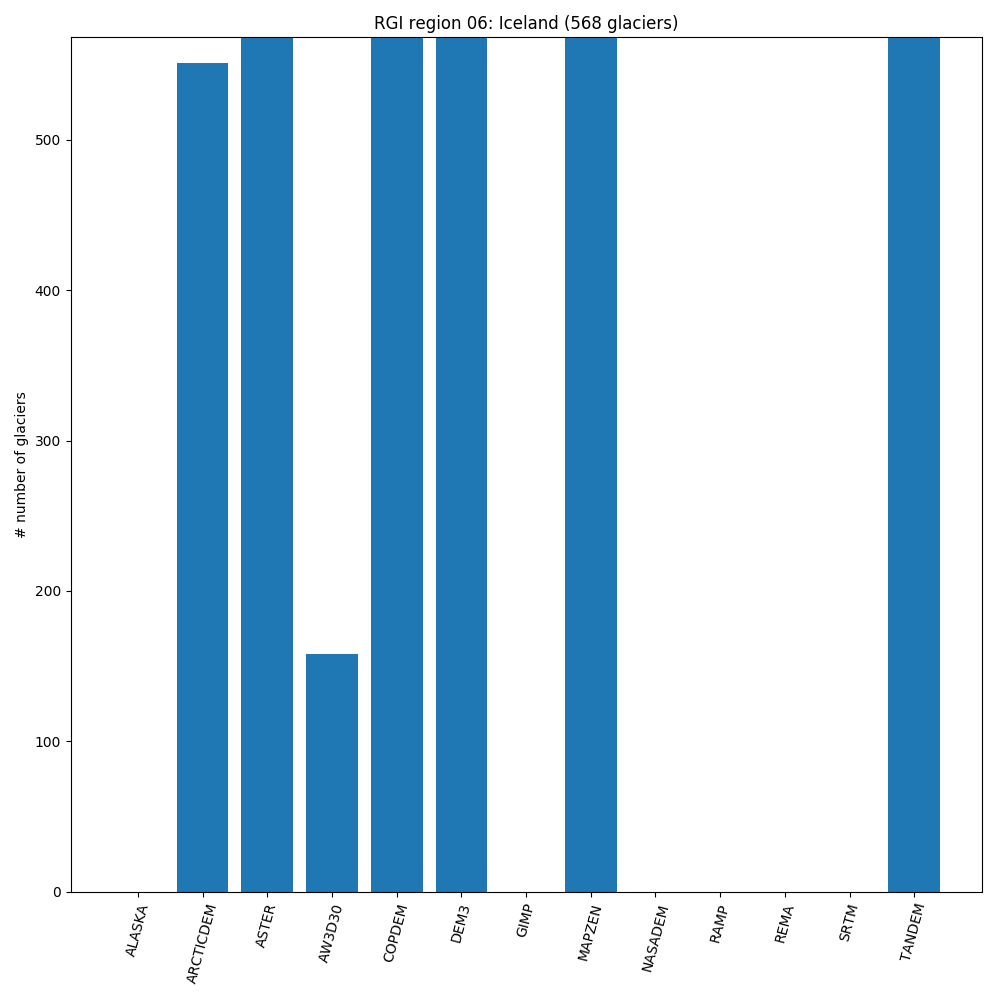 RGI region 06: Iceland (568 glaciers)
# number of glaciers
500
400
300
200
100
0
ALASKA
ARCTICDEM
ASTER
AW3D30
COPDEM
DEM3
GIMP
MAPZEN
NASADEM
RAMP
REMA
SRTM
TANDEM